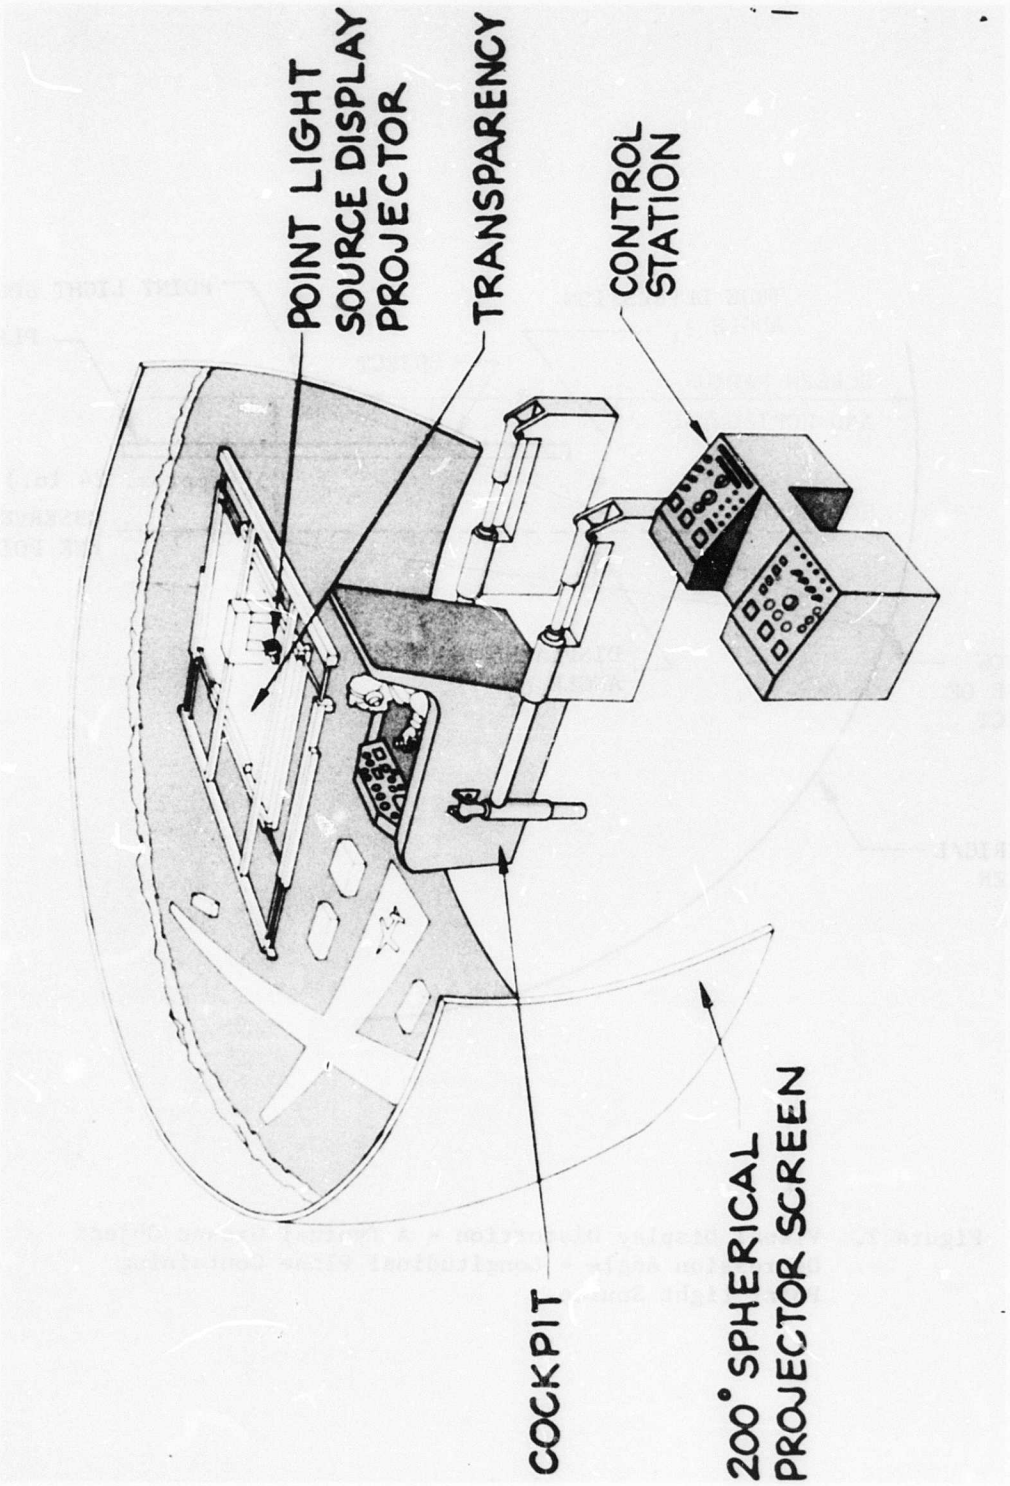 POINT LIGHT
SOURCE DISPLAY
PROJECTOR
TRANSPARENCY
CONTROL
STATION
COCKPIT
200° SPHERICAL
PROJECTOR SCREEN